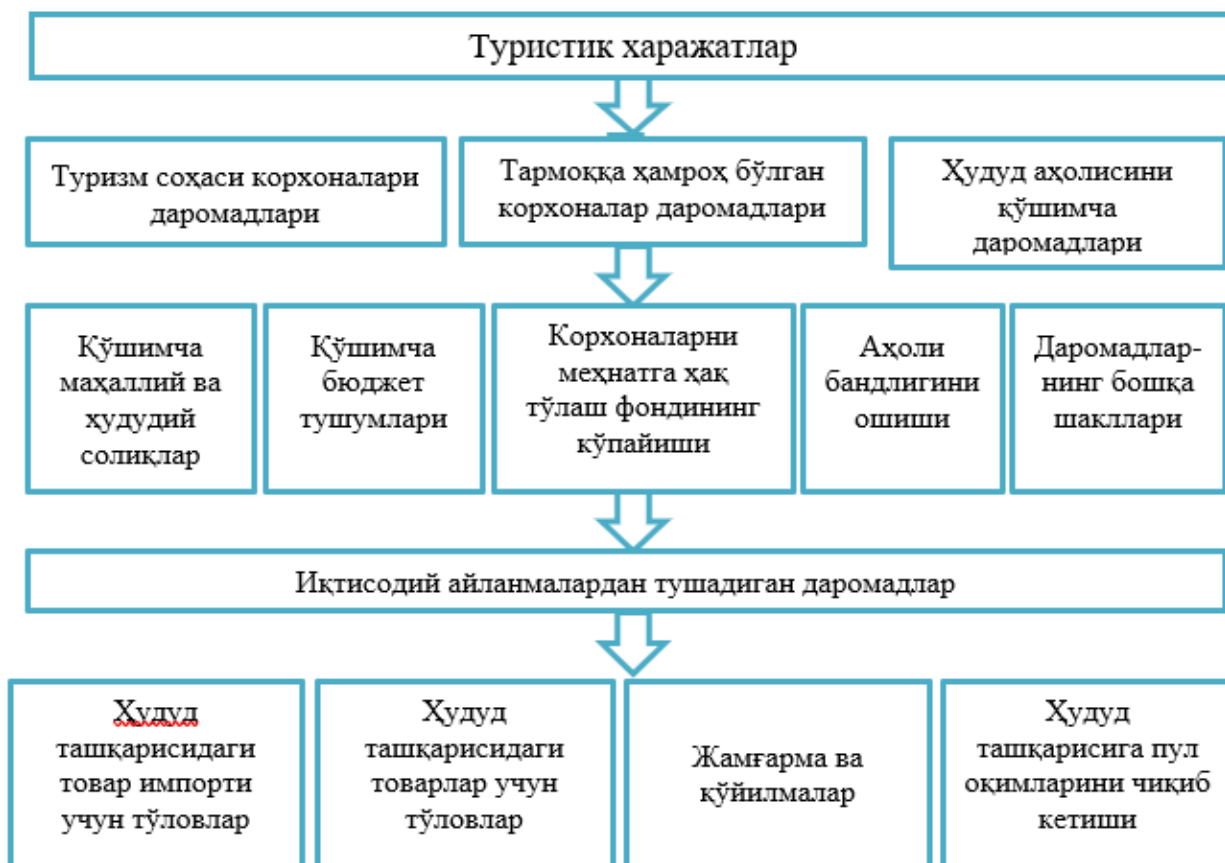 Туристик харажатлар
Туризм соҳаси корхоналари
даромадлари
Тармоққа ҳамроҳ бўлган
корхоналар даромадлари
Ҳудуд аҳолисини
қўшимча
даромадлари
Қўшимча
маҳаллий ва
ҳудудий
солиқлар
Қўшимча
бюджет
тушумлари
Корхоналарни
меҳнатга ҳақ
тўлаш фондининг
кўпайиши
Аҳоли
бандлигини
ошиши
Даромадлар-
нинг бошқа
шакллари
Иқтисодий айланмалардан тушадиган даромадлар
Ҳудуд
ташқарисидаги
товар импорти
учун тўловлар
Ҳудуд
ташқарисидаги
товарлар учун
тўловлар
Жамғарма ва
қўйилмалар
Ҳудуд
ташқарисига пул
оқимларини чиқиб
кетиши